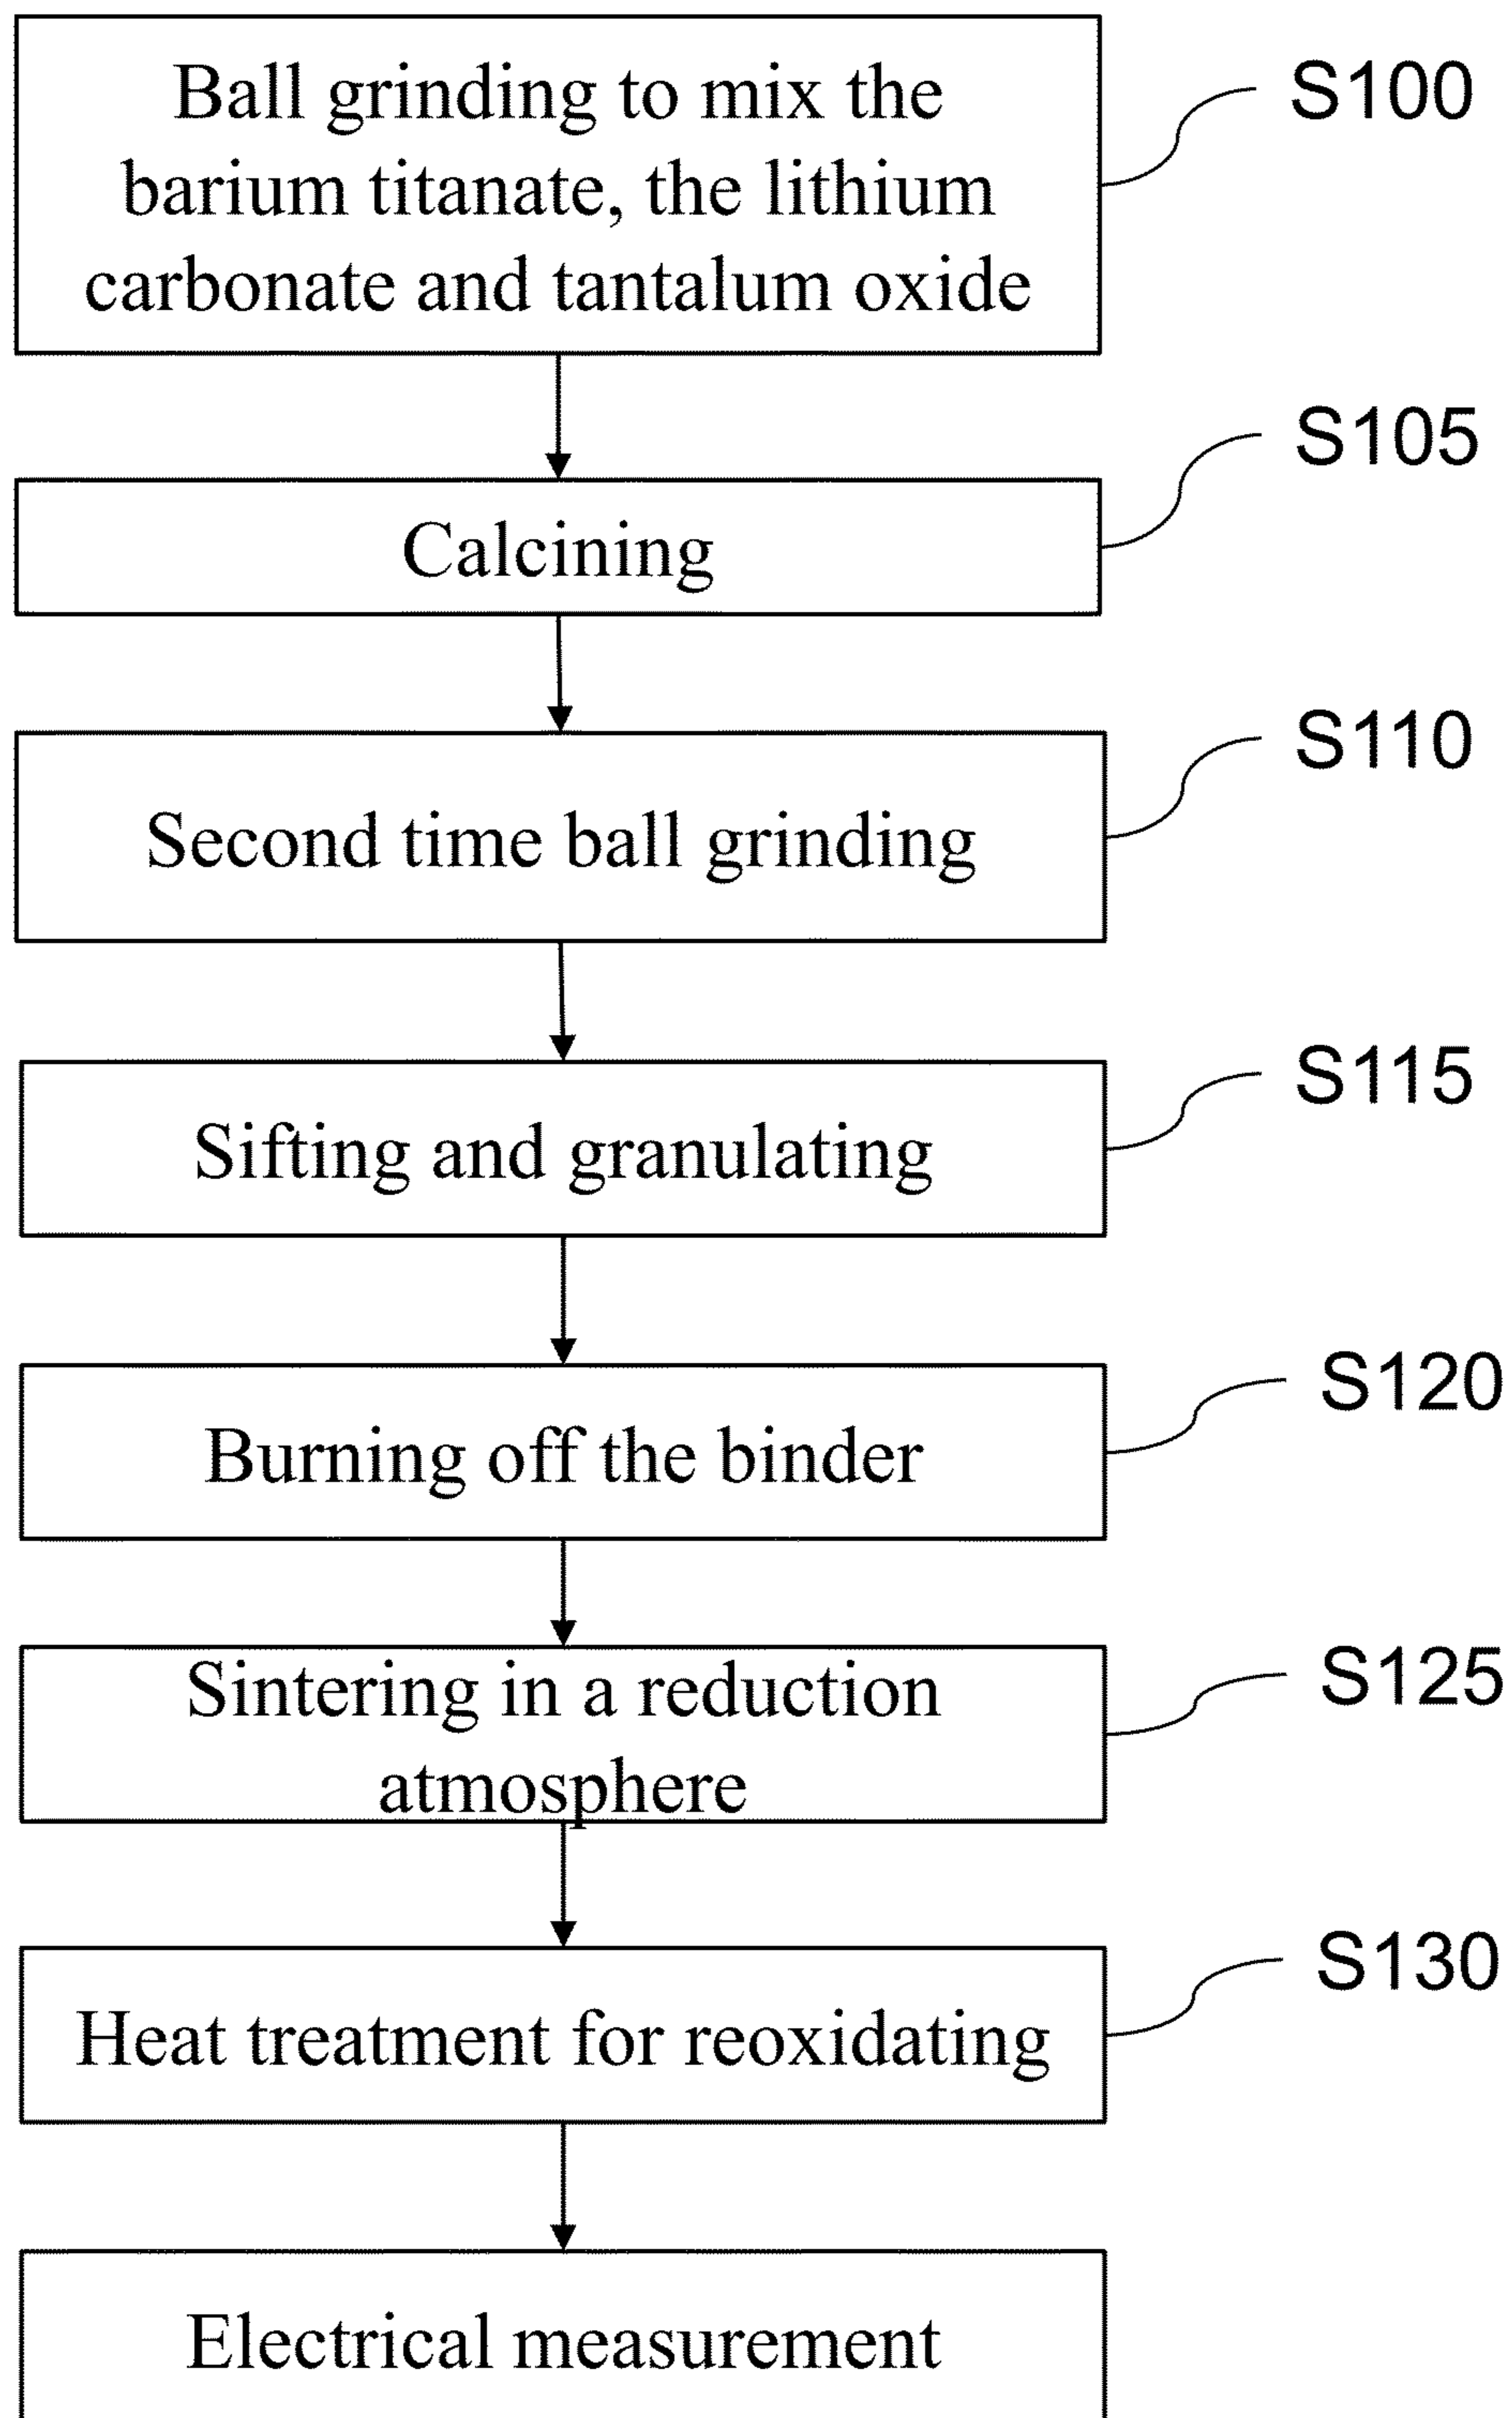 Ball grinding to mix the
barium titanate, the lithium
carbonate and tantalum oxide
S100
Calcining
S105
Second time ball grinding
S110
Sifting and granulating
S115
Burning off the binder
S120
Sintering in a reduction
atmosphere
S125
Heat treatment for reoxidating
S130
Electrical measurement